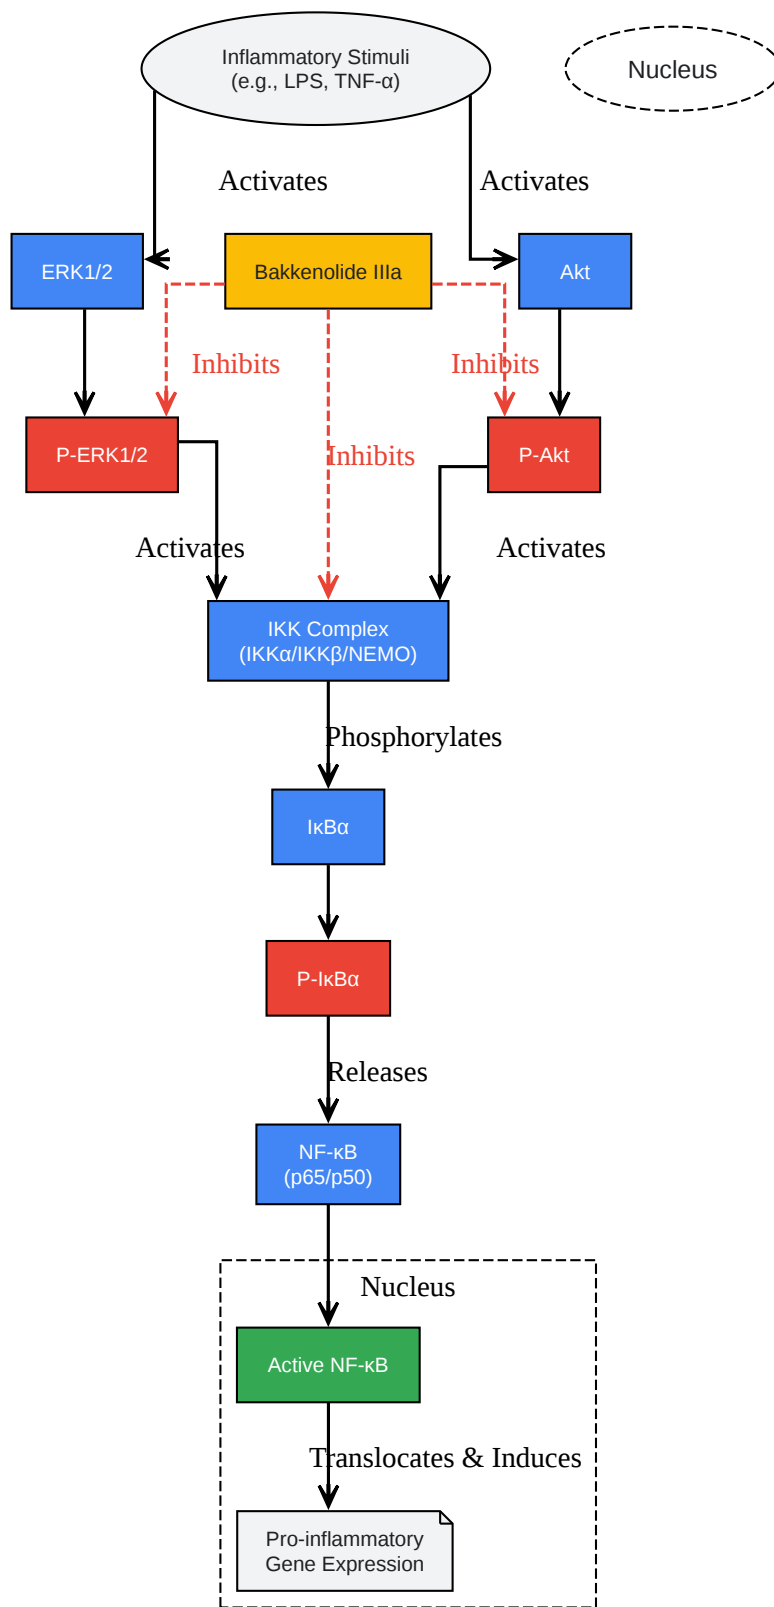 Inflammatory Stimuli
(e.g., LPS, TNF-α)
Nucleus
Activates
Activates
ERK1/2
Bakkenolide IIIa
Akt
Inhibits
Inhibits
P-ERK1/2
Inhibits
P-Akt
Activates
Activates
IKK Complex
(IKKα/IKKβ/NEMO)
Phosphorylates
IκBα
P-IκBα
Releases
NF-κB
(p65/p50)
Nucleus
Active NF-κB
Translocates & Induces
Pro-inflammatory
Gene Expression